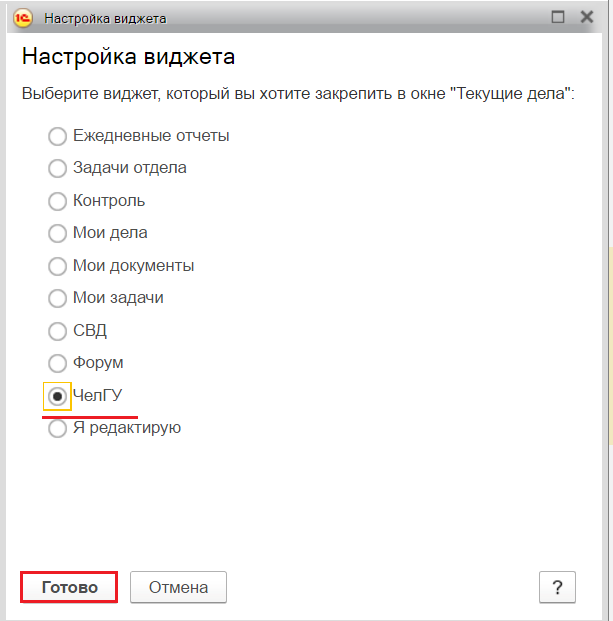 1С Настройка виджета
Настройка виджета
Выберите виджет, который вы хотите закрепить в окне "Текущие дела":
Ежедневные отчеты
Задачи отдела
Контроль
Мои дела
Мои документы
Мои задачи
СВД
Форум
ЧелГУ
Я редактирую
Готово Отмена ?